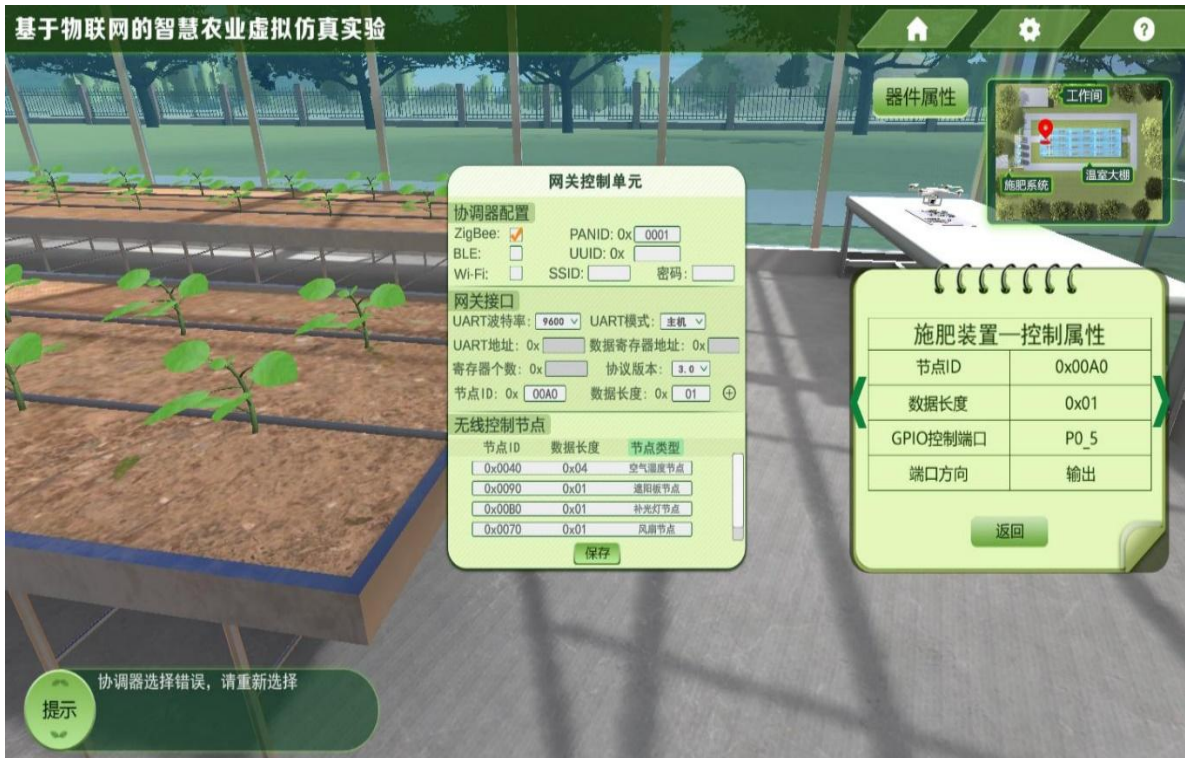 基于物联网的智慧农业虚拟仿真实验
器件属性
工作间
施肥系统
温室大棚
网关控制单元
协调器配置
ZigBee: PANID: 0x 0001
BLE: UUID: 0x
Wi-Fi: SSID: 密码:
网关接口
UART波特率: 9600 UART模式: 主机
UART地址: 0x 数据寄存器地址: 0x
寄存器个数: 0x 协议版本: 3.0
节点ID: 0x 00A0 数据长度: 0x 01
无线控制节点
节点ID 数据长度 节点类型
0x0040 0x04 空气温度节点
0x0090 0x01 遮阳板节点
0x00B0 0x01 补光灯节点
0x0070 0x01 风扇节点
保存
施肥装置—控制属性
节点ID 0x00A0
数据长度 0x01
GPIO控制端口 P0_5
端口方向 输出
返回
提示
协调器选择错误，请重新选择